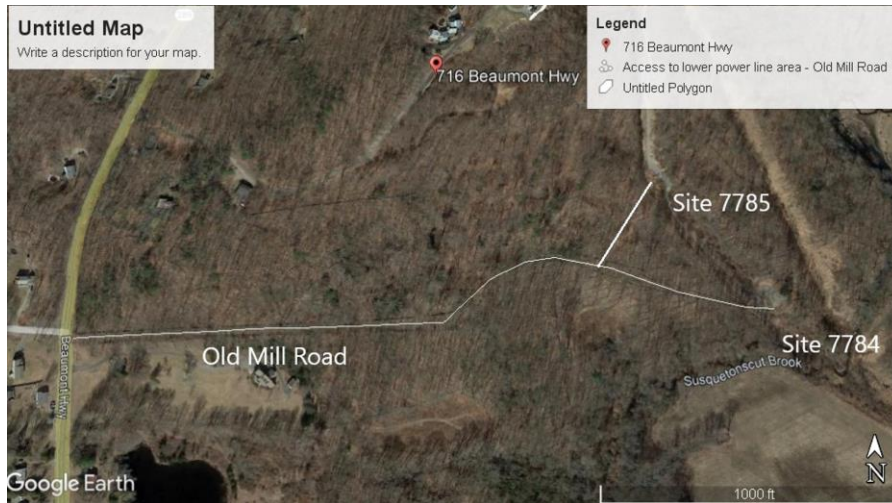 Untitled Map
Write a description for your map.
Legend
716 Beaumont Hwy
Access to lower power line area - Old Mill Road
Untitled Polygon
716 Beaumont Hwy
Site 7785
Old Mill Road
Site 7784
Susquetonscut Brook
Beaumont Hwy
Google Earth
N
1000 ft